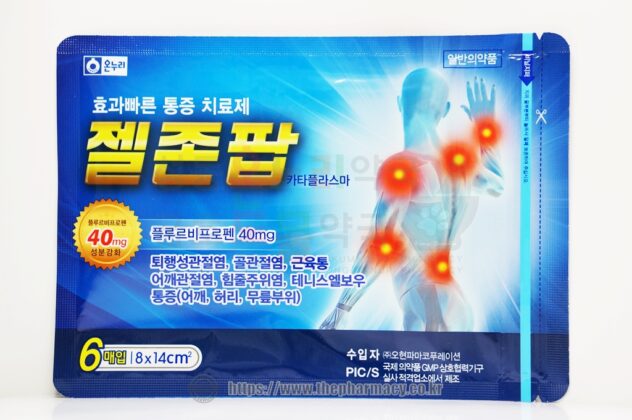 온누리
일반의약품
효과빠른 통증 치료제
젤존팝
카타플라스마
플루르비프로펜
40mg
성분강화
플루르비프로펜 40mg
퇴행성관절염, 골관절염, 근육통
어깨관절염, 힘줄주위염, 테니스엘보우
통증(어깨, 허리, 무릎부위)
6매입 8x14cm²
수입자 ㈜오현파마코퓨레이션
PIC/S 국제 의약품 GMP 상호협력기구
실사 적격업소에서 제조
https://www.thepharmacy.co.kr